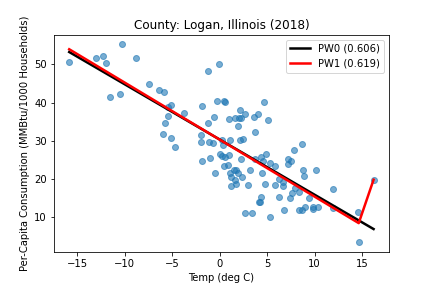 County: Logan, Illinois (2018)
PW0 (0.606)
PW1 (0.619)
Per-Capita Consumption (MMBtu/1000 Households)
50
40
30
20
10
−15 −10 −5 0 5 10 15
Temp (deg C)